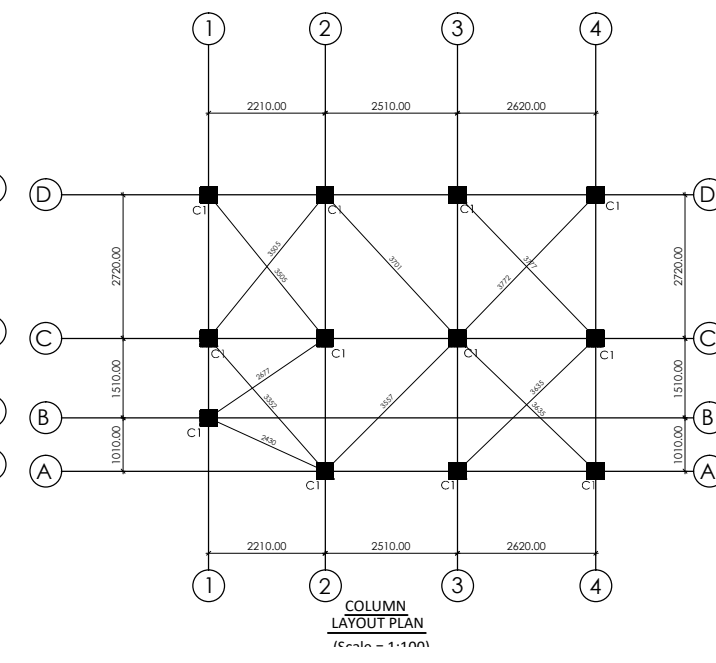 1 2 3 4
2210.00 2510.00 2620.00
D D
C1 C1 C1 C1
2720.00 3505 3505 3701 3772 3777 2720.00
C C
C1 C1 C1 C1
1510.00 2677 3352 3557 3635 3635 1510.00
B B
C1
1010.00 2430 1010.00
A A
C1 C1 C1
2210.00 2510.00 2620.00
1 2 3 4
COLUMN
LAYOUT PLAN
(Scale = 1:100)